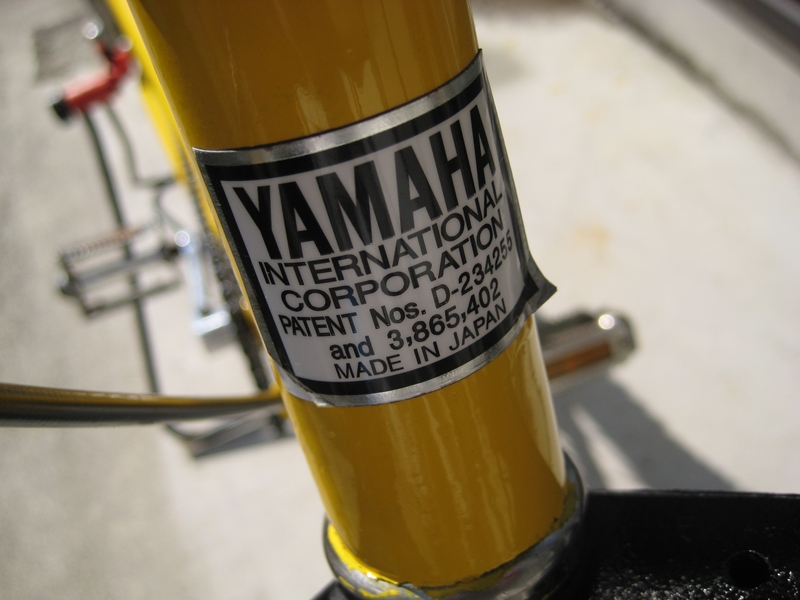 YAMAHA
INTERNATIONAL
CORPORATION
PATENT Nos. D-234255
and 3,865,402
MADE IN JAPAN